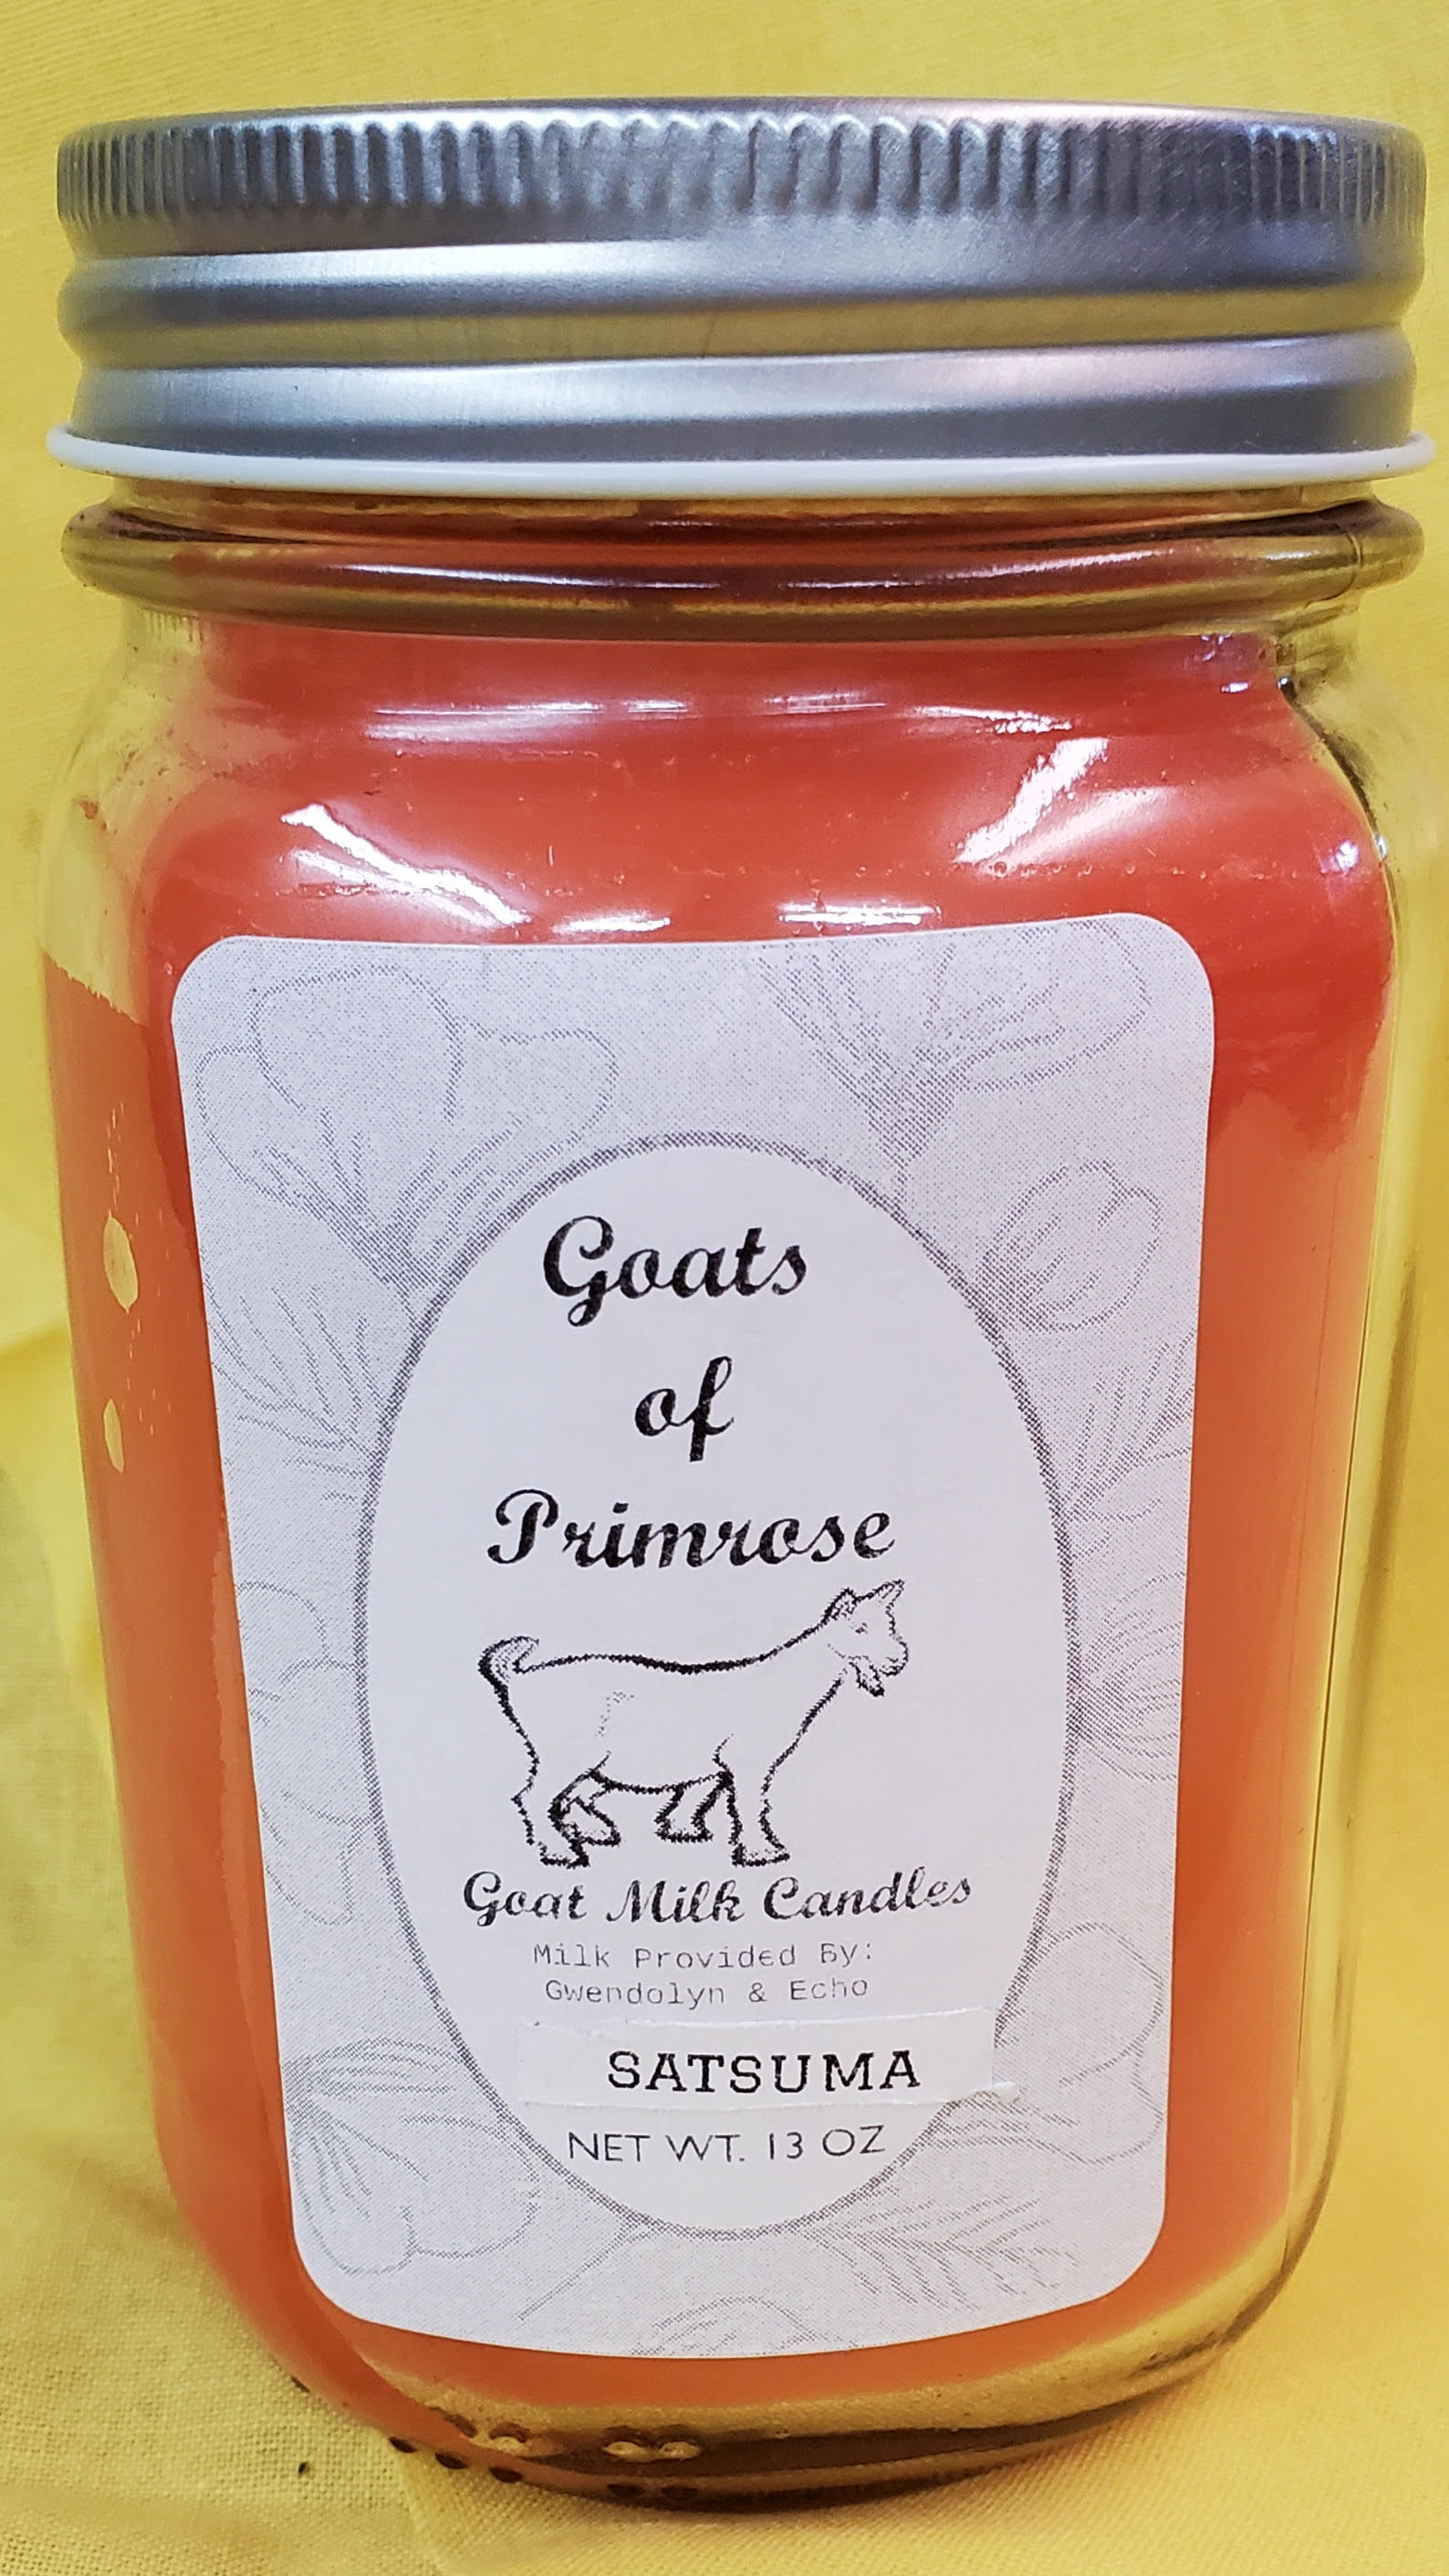 Goats
of
Primrose
Goat Milk Candles
Milk Provided By:
Gwendolyn & Echo
SATSUMA
NET WT. 13 OZ